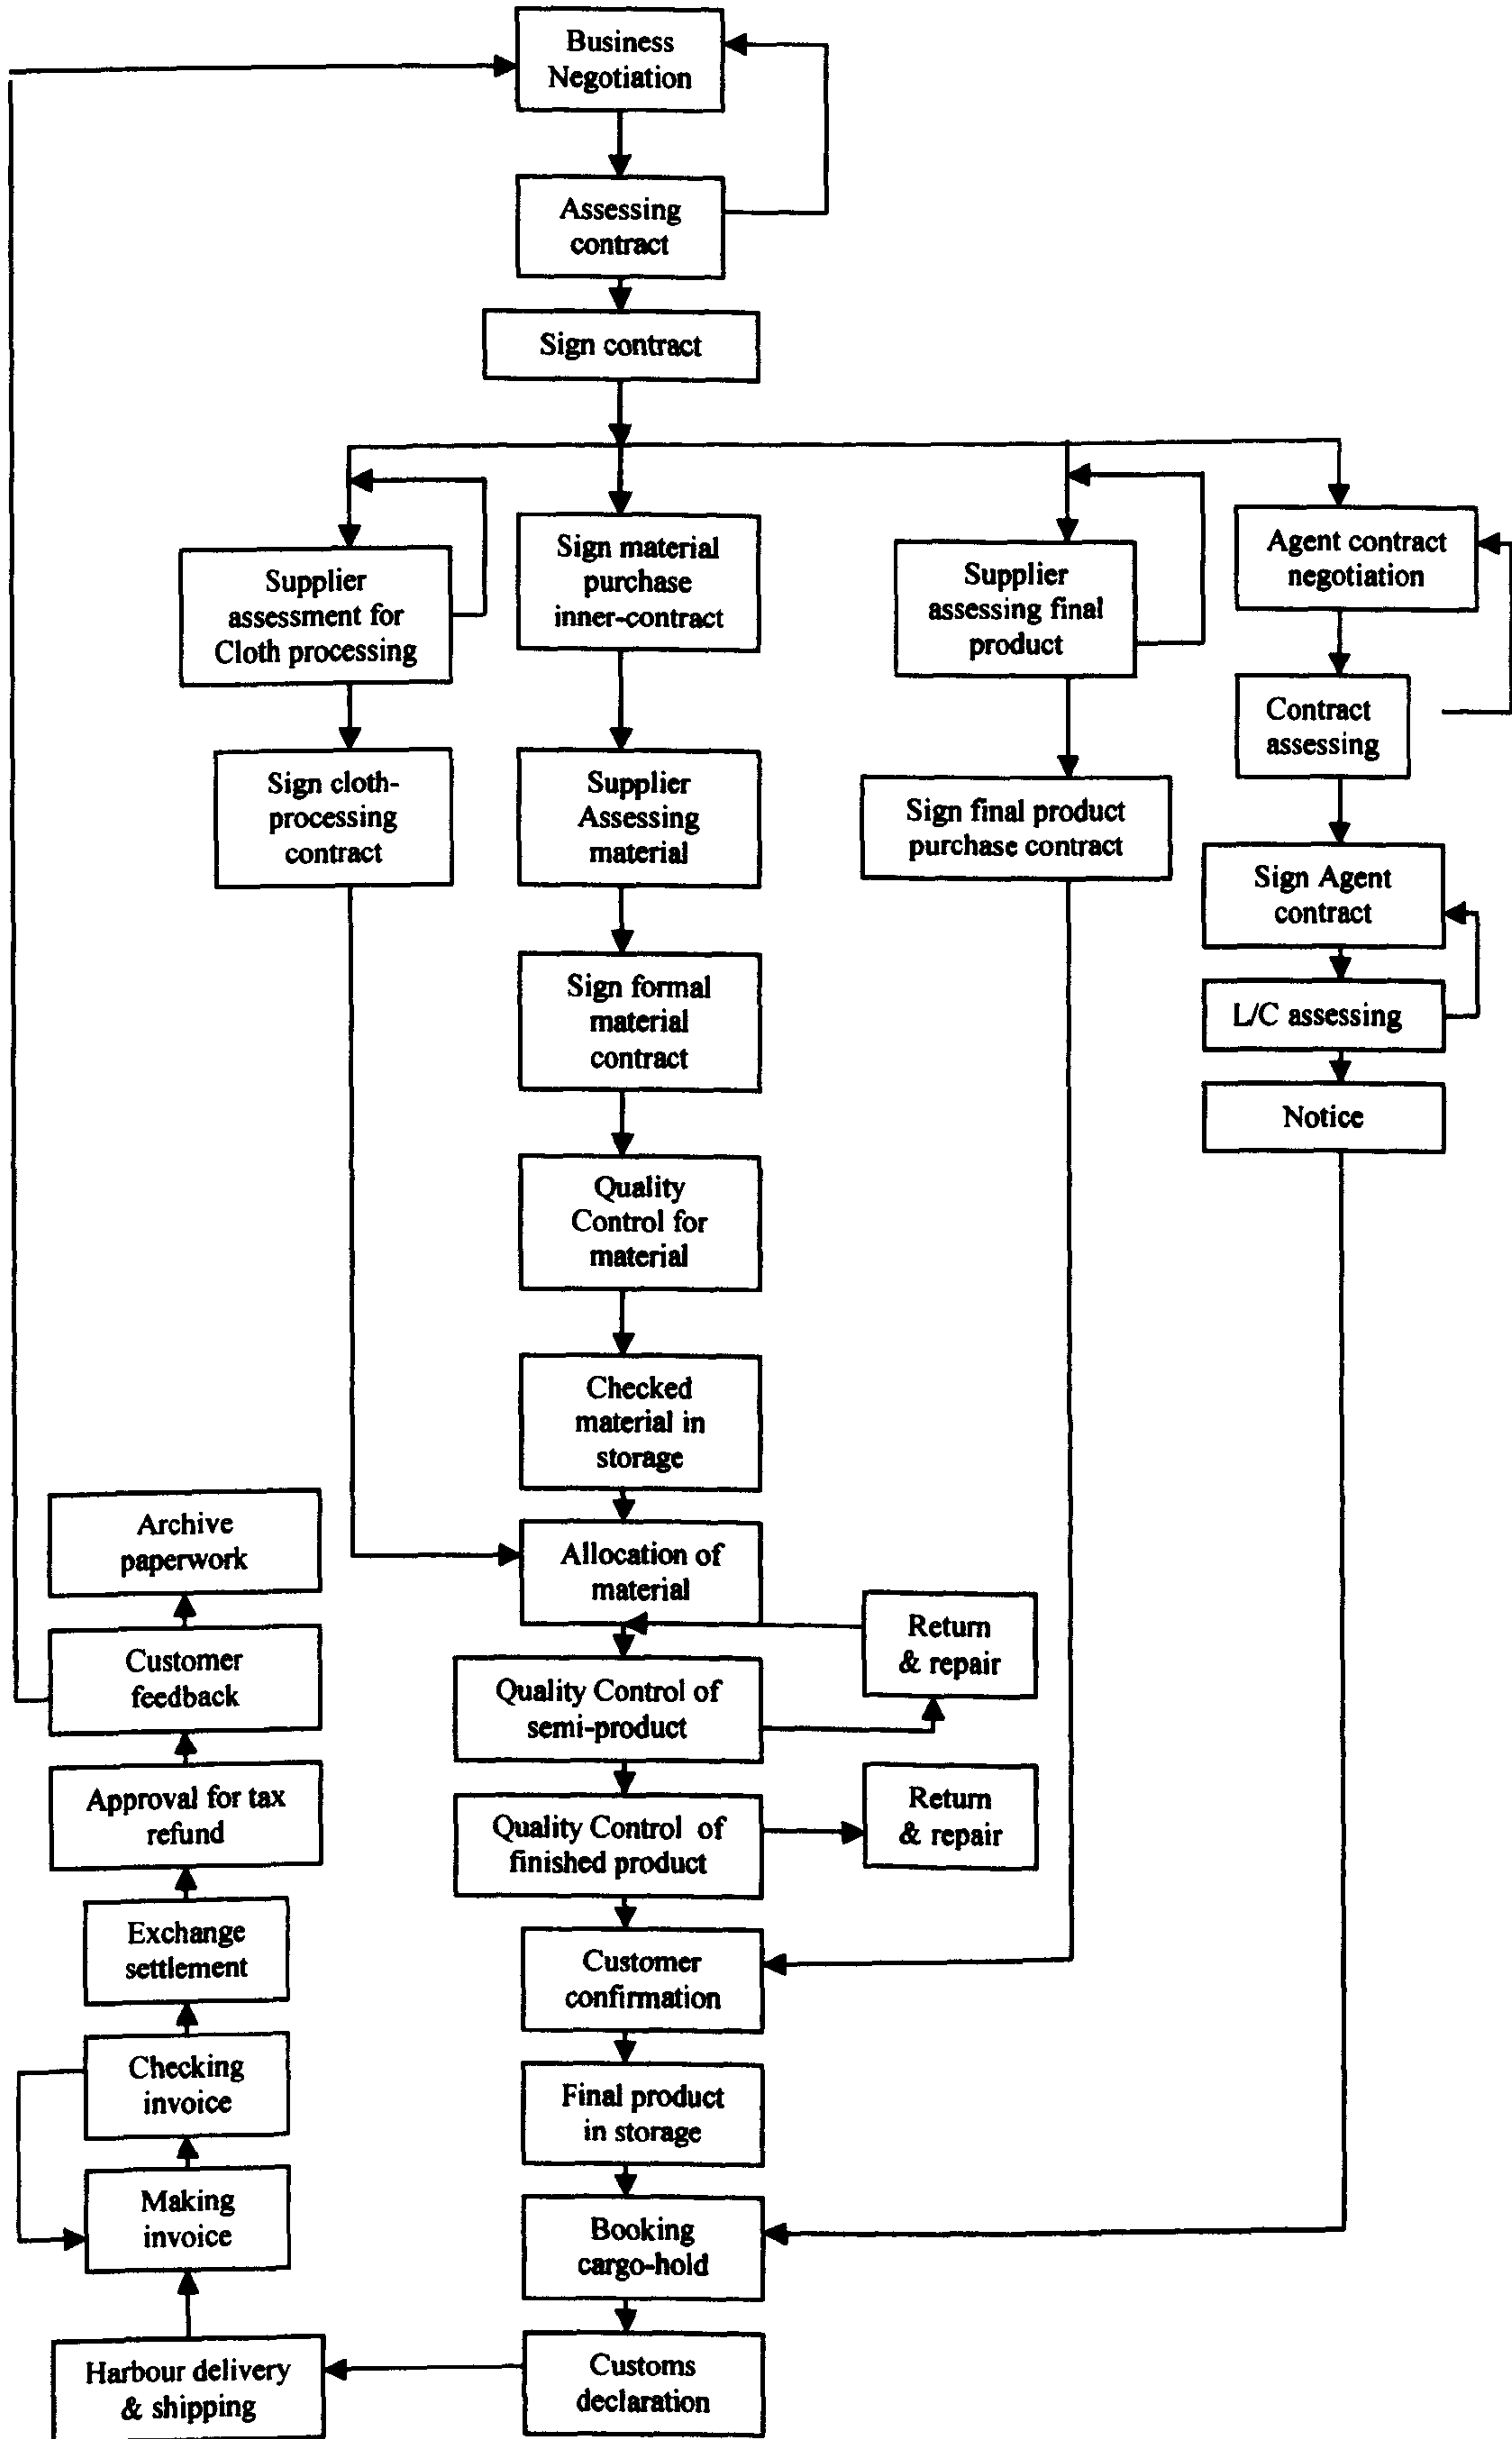 Business
Negotiation
Assessing
contract
Sign contract
Supplier
assessment for
Cloth processing
Sign material
purchase
inner-contract
Supplier
assessing final
product
Agent contract
negotiation
Contract
assessing
Sign cloth-
processing
contract
Supplier
Assessing
material
Sign final product
purchase contract
Sign Agent
contract
Sign formal
material
contract
L/C assessing
Notice
Quality
Control for
material
Checked
material in
storage
Allocation of
material
Return
& repair
Quality Control of
semi-product
Quality Control of
finished product
Return
& repair
Customer
confirmation
Final product
in storage
Booking
cargo-hold
Customs
declaration
Archive
paperwork
Customer
feedback
Approval for tax
refund
Exchange
settlement
Checking
invoice
Making
invoice
Harbour delivery
& shipping